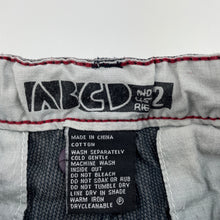 ABCD
2
MADE IN CHINA
COTTON
WASH SEPARATELY
COLD GENTLE
MACHINE WASH
INSIDE OUT
DO NOT BLEACH
DO NOT SOAK OR RUB
DO NOT TUMBLE DRY
LINE DRY IN SHADE
WARM IRON
DRYCLEANABLE